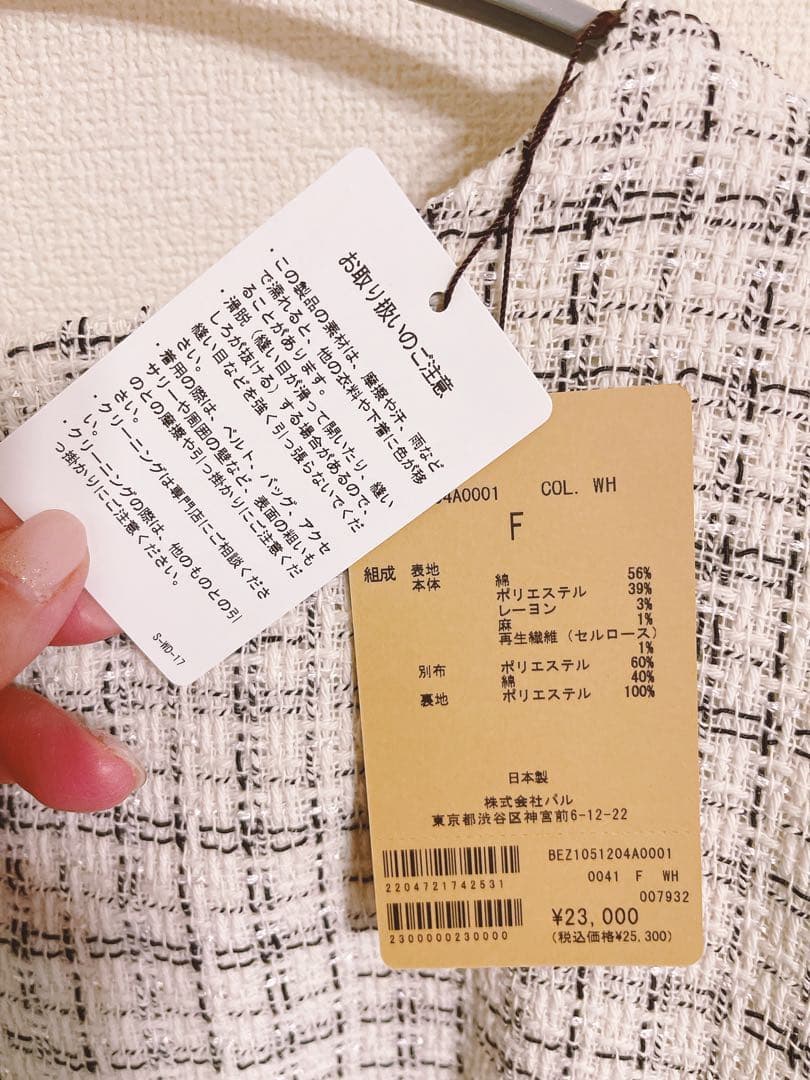 お取り扱いのご注意
・この製品の素材は、摩擦や汗、雨など
で濡れると、他の衣料や下着に色が移
ることがあります。
・滑脱（縫い目が滑って開いたり、縫い
しろが抜ける）する場合があるので、
縫い目などを強く引っ張らないでくだ
さい。
・着用の際は、ベルト、バッグ、アクセ
サリーや周囲の壁など、表面の粗いも
のとの摩擦や引っ掛かりにご注意くだ
さい。
・クリーニングは専門店にご相談くださ
い。
・クリーニングの際は、他のものとの引
っ掛かりにご注意ください。
S-WD-17
04A0001 COL. WH
F
組成 表地
本体 綿 56%
ポリエステル 39%
レーヨン 3%
麻 1%
再生繊維（セルロース）
1%
別布 ポリエステル 60%
綿 40%
裏地 ポリエステル 100%
日本製
株式会社パル
東京都渋谷区神宮前6-12-22
BEZ1051204A0001
0041 F WH
007932
2204721742531
2300000230000
¥23,000
(税込価格¥25,300)